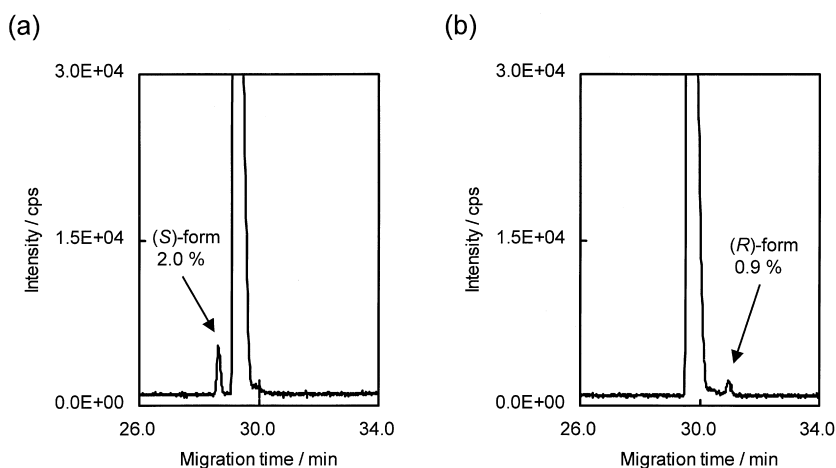 (a)
3.0E+04
1.5E+04
0.0E+00
Intensity / cps
(S)-form
2.0 %
26.0
30.0
34.0
Migration time / min
(b)
3.0E+04
1.5E+04
0.0E+00
Intensity / cps
(R)-form
0.9 %
26.0
30.0
34.0
Migration time / min